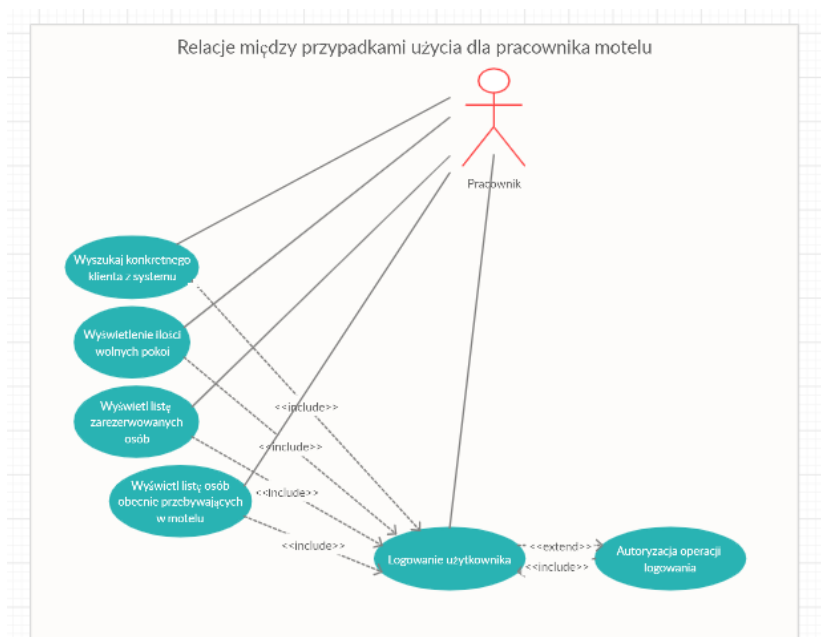 Relacje między przypadkami użycia dla pracownika motelu
Pracownik
Wyszukaj konkretnego
klienta z systemu
Wyświetlenie ilości
wolnych pokoi
Wyświetl listę
zarezerwowanych
osób
Wyświetl listę osób
obecnie przebywających
w motelu
<<include>>
<<include>>
<<include>>
<<include>>
Logowanie użytkownika
<<extend>>
<<include>>
Autoryzacja operacji
logowania